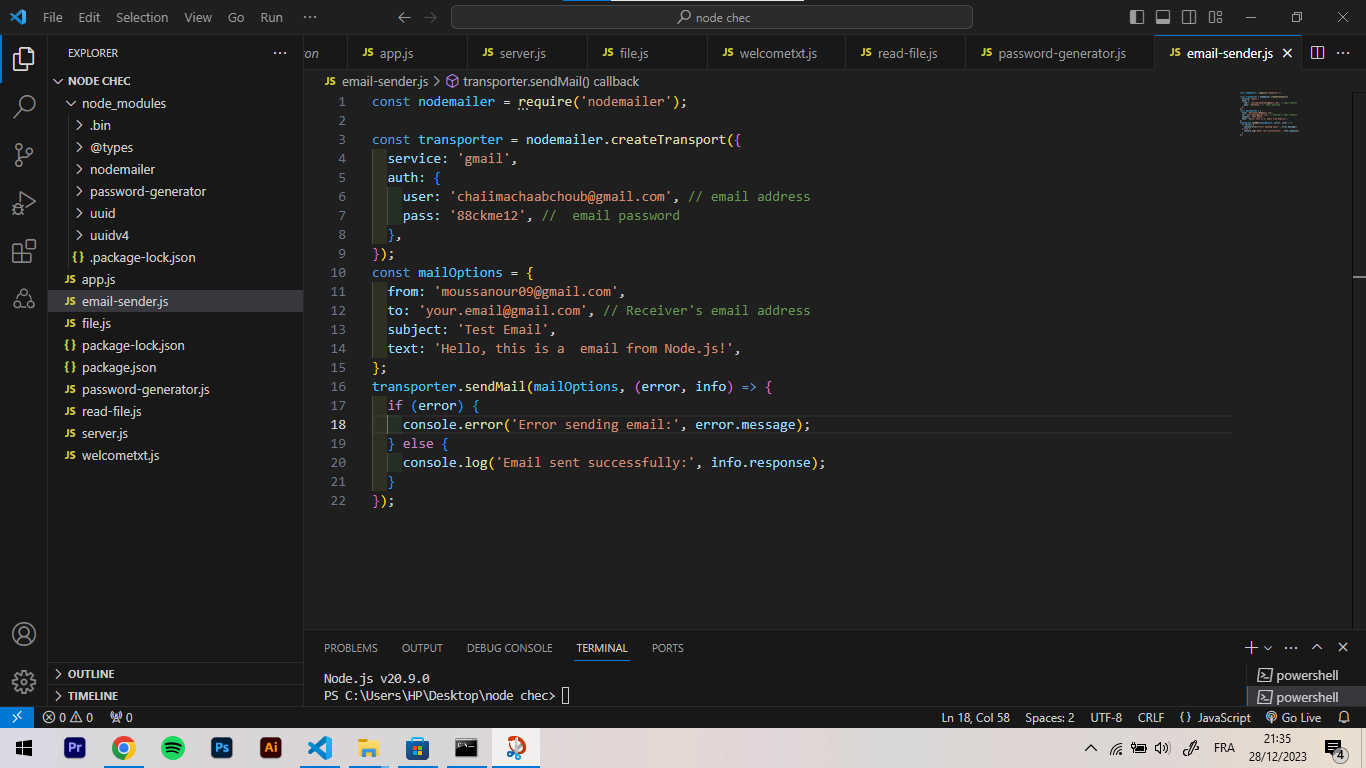 File Edit Selection View Go Run ··· node chec
EXPLORER ···
on app.js server.js file.js welcometxt.js read-file.js password-generator.js email-sender.js ···
NODE CHEC
node_modules
.bin
@types
nodemailer
password-generator
uuid
uuidv4
{} .package-lock.json
JS app.js
JS email-sender.js
JS file.js
{} package-lock.json
{} package.json
JS password-generator.js
JS read-file.js
JS server.js
JS welcometxt.js
OUTLINE
TIMELINE
JS email-sender.js > transporter.sendMail() callback
1 const nodemailer = require('nodemailer');
2
3 const transporter = nodemailer.createTransport({
4 service: 'gmail',
5 auth: {
6 user: 'chaiimachaabchoub@gmail.com', // email address
7 pass: '88ckme12', //  email password
8 },
9 });
10 const mailOptions = {
11 from: 'moussanour09@gmail.com',
12 to: 'your.email@gmail.com', // Receiver's email address
13 subject: 'Test Email',
14 text: 'Hello, this is a  email from Node.js!',
15 };
16 transporter.sendMail(mailOptions, (error, info) => {
17 if (error) {
18 console.error('Error sending email:', error.message);
19 } else {
20 console.log('Email sent successfully:', info.response);
21 }
22 });
PROBLEMS OUTPUT DEBUG CONSOLE TERMINAL PORTS
Node.js v20.9.0
PS C:\Users\HP\Desktop\node chec>
powershell
powershell
0 0 0 Ln 18, Col 58 Spaces: 2 UTF-8 CRLF {} JavaScript Go Live
Pr Ps Ai FRA
21:35
28/12/2023
4